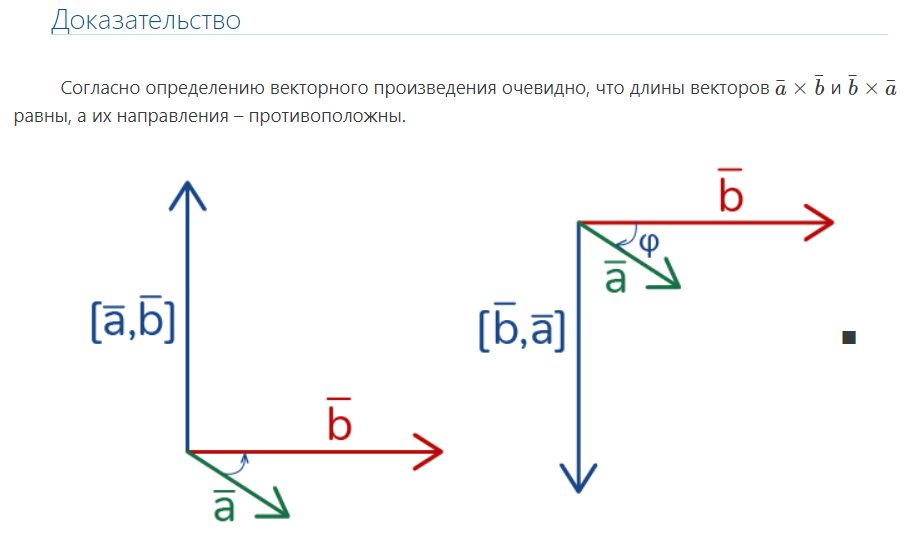 Доказательство
Согласно определению векторного произведения очевидно, что длины векторов a̅ × b̅ и b̅ × a̅
равны, а их направления – противоположны.
[a̅,b̅]
b̅
a̅
b̅
φ
a̅
[b̅,a̅]
■